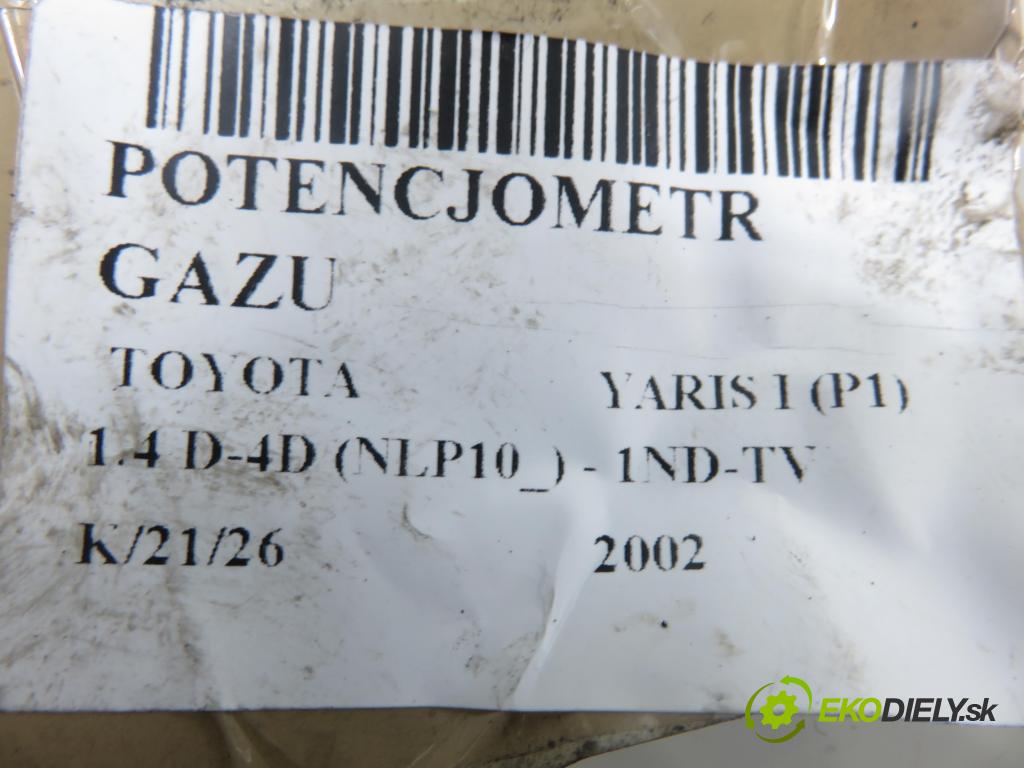 POTENCJOMETR
GAZU
TOYOTA YARIS I (P1)
1.4 D-4D (NLP10_) - 1ND-TV
K/21/26 2002
EKODIELY.sk